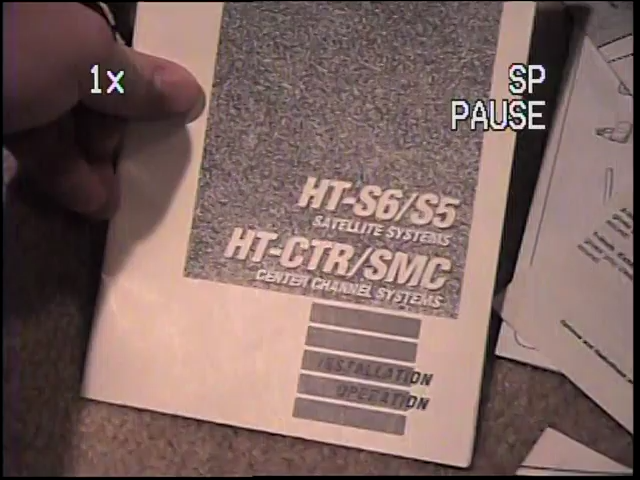 1x
SP
PAUSE
HT-S6/S5
SATELLITE SYSTEMS
HT-CTR/SMC
CENTER CHANNEL SYSTEMS
INSTALLATION
OPERATION